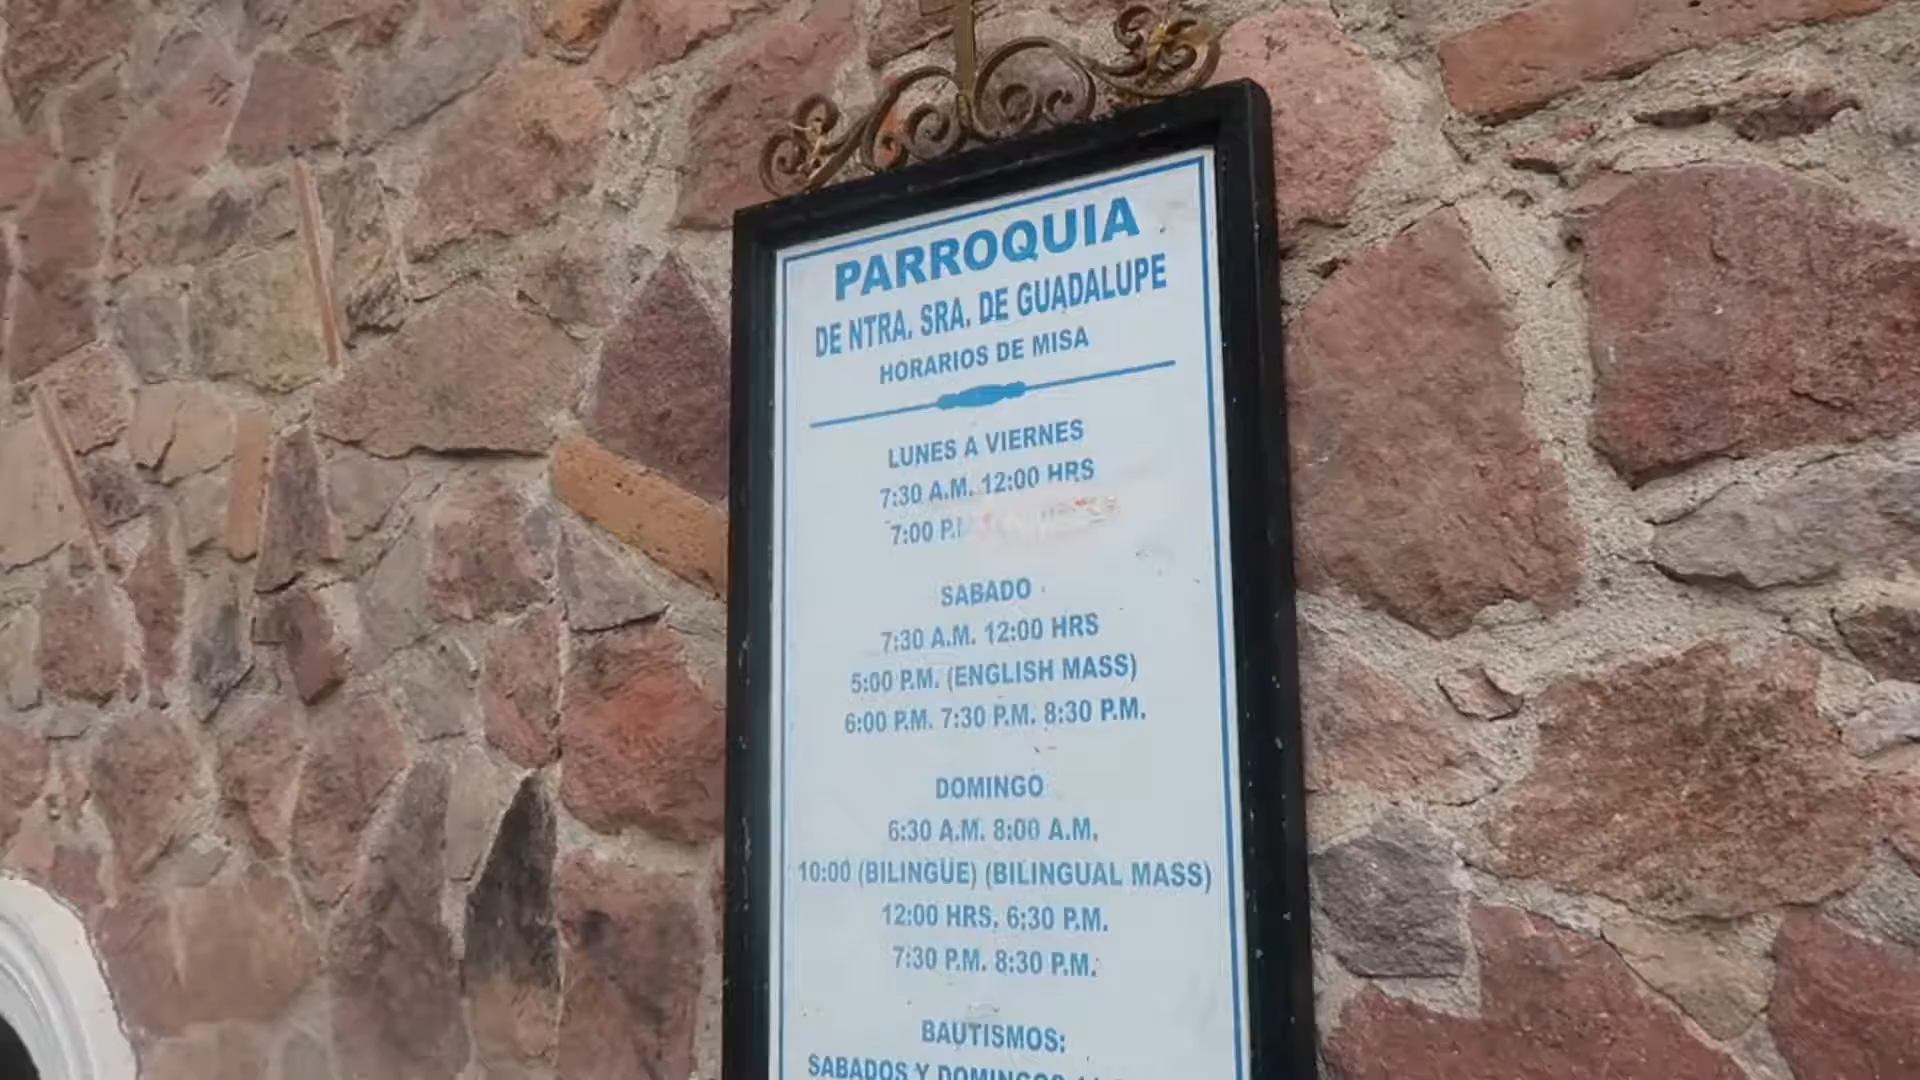 PARROQUIA
DE NTRA. SRA. DE GUADALUPE
HORARIOS DE MISA
LUNES A VIERNES
7:30 A.M. 12:00 HRS
7:00
SABADO
7:30 A.M. 12:00 HRS
5:00 P.M. (ENGLISH MASS)
6:00 P.M. 7:30 P.M. 8:30 P.M.
DOMINGO
6:30 A.M. 8:00 A.M.
10:00 (BILINGÜE) (BILINGUAL MASS)
12:00 HRS. 6:30 P.M.
7:30 P.M. 8:30 P.M.
BAUTISMOS:
SABADOS Y DOMINGOS